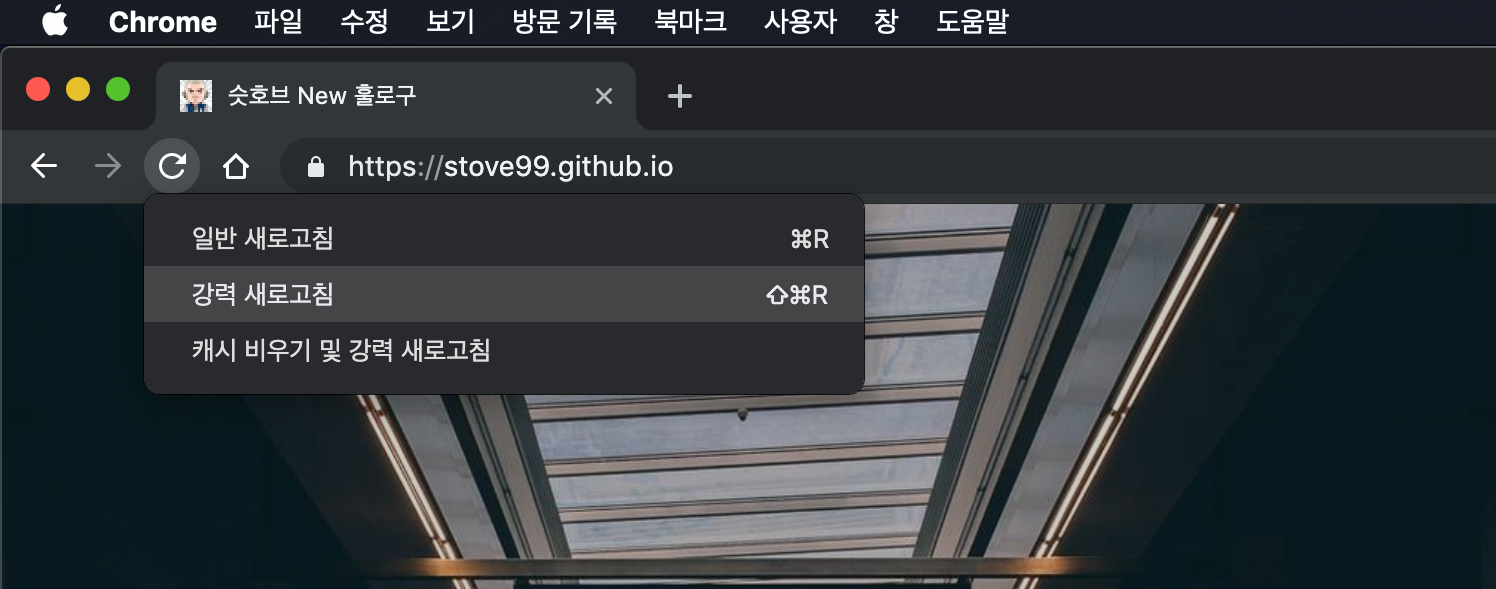 Chrome 파일 수정 보기 방문 기록 북마크 사용자 창 도움말
숫호브 New 홀로구
https://stove99.github.io
일반 새로고침 ⌘R
강력 새로고침 ⇧⌘R
캐시 비우기 및 강력 새로고침